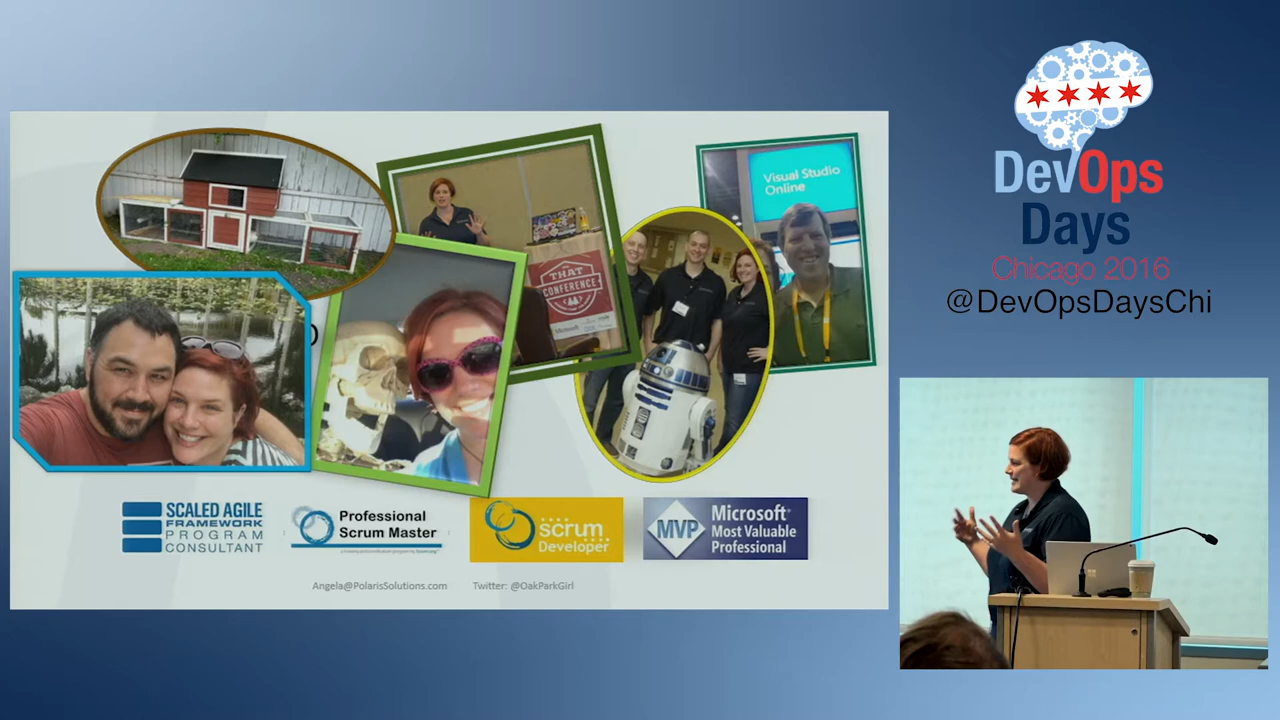 Visual Studio
Online
THAT
CONFERENCE
Microsoft
SCALED AGILE
FRAMEWORK
PROGRAM
CONSULTANT
Professional
Scrum Master
scrum
Developer
MVP
Microsoft®
Most Valuable
Professional
Angela@PolarisSolutions.com
Twitter: @OakParkGirl
DevOps
Days
Chicago 2016
@DevOpsDaysChi